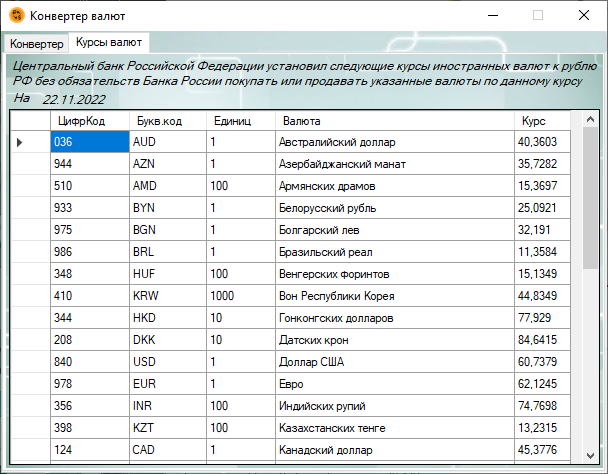 Конвертер валют
Конвертер Курсы валют
Центральный банк Российской Федерации установил следующие курсы иностранных валют к рублю
РФ без обязательств Банка России покупать или продавать указанные валюты по данному курсу
На 22.11.2022
ЦифрКод Букв.код Единиц Валюта Курс
036 AUD 1 Австралийский доллар 40,3603
944 AZN 1 Азербайджанский манат 35,7282
510 AMD 100 Армянских драмов 15,3697
933 BYN 1 Белорусский рубль 25,0921
975 BGN 1 Болгарский лев 32,191
986 BRL 1 Бразильский реал 11,3584
348 HUF 100 Венгерских форинтов 15,1349
410 KRW 1000 Вон Республики Корея 44,8349
344 HKD 10 Гонконгских долларов 77,929
208 DKK 10 Датских крон 84,6415
840 USD 1 Доллар США 60,7379
978 EUR 1 Евро 62,1245
356 INR 100 Индийских рупий 74,7698
398 KZT 100 Казахстанских тенге 13,2315
124 CAD 1 Канадский доллар 45,3776